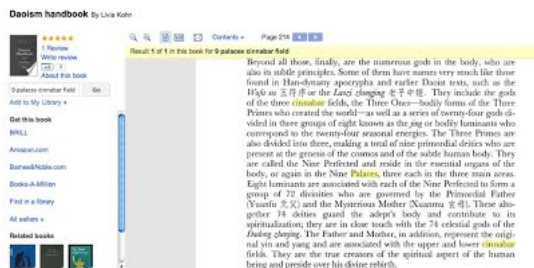 Daoism handbook By Livia Kohn
1 Review
Write review
About this book
9 palaces cinnabar field
Go
Add to My Library
Get this book
BRILL
Amazon.com
Barnes&Noble.com
Books-A-Million
Find in a library
All sellers »
Related books
Contents
Page 214
Result 1 of 1 in this book for 9 palaces cinnabar field
Beyond all those, finally, are the numerous gods in the body, who are
also its subtle principles. Some of them have names very much like those
found in Han-dynasty apocrypha and earlier Daoist texts, such as the
Wufu xu 五符序 or the Laozi zhongjing 老子中經. They include the gods
of the three cinnabar fields, the Three Ones—bodily forms of the Three
Primes who created the world—as well as a series of twenty-four gods di-
vided in three groups of eight known as the jing or bodily luminants who
correspond to the twenty-four seasonal energies. The Three Primes are
also divided into three, making a total of nine primordial deities who are
present at the genesis of the cosmos and of the subtle human body. They
are called the Nine Perfected and reside in the essential organs of the
body, or again in the Nine Palaces, three each in the three main areas.
Eight luminants are associated with each of the Nine Perfected to form a
group of 72 divinities who are governed by the Primordial Father
(Yuanfu 元父) and the Mysterious Mother (Xuanmu 玄母). These alto-
gether 74 deities guard the adept's body and contribute to its
spiritualization; they are in close touch with the 74 celestial gods of the
Dadong zhenjing. The Father and Mother, in addition, represent the origi-
nal yin and yang and are associated with the upper and lower cinnabar
fields. They are the true creators of the spiritual aspect of the human
being and preside over his divine rebirth.